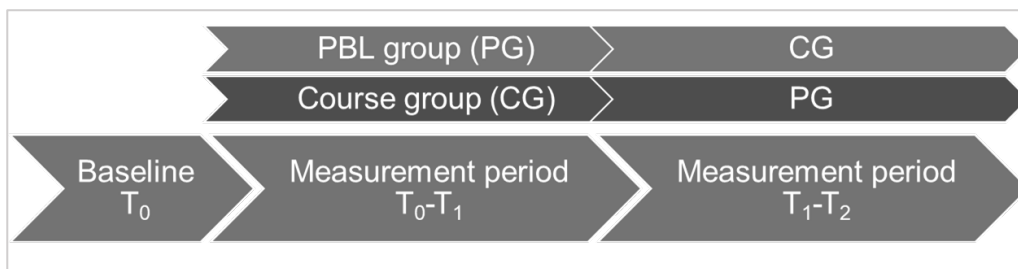 PBL group (PG) CG
Course group (CG) PG
Baseline Measurement period Measurement period
T₀ T₀-T₁ T₁-T₂